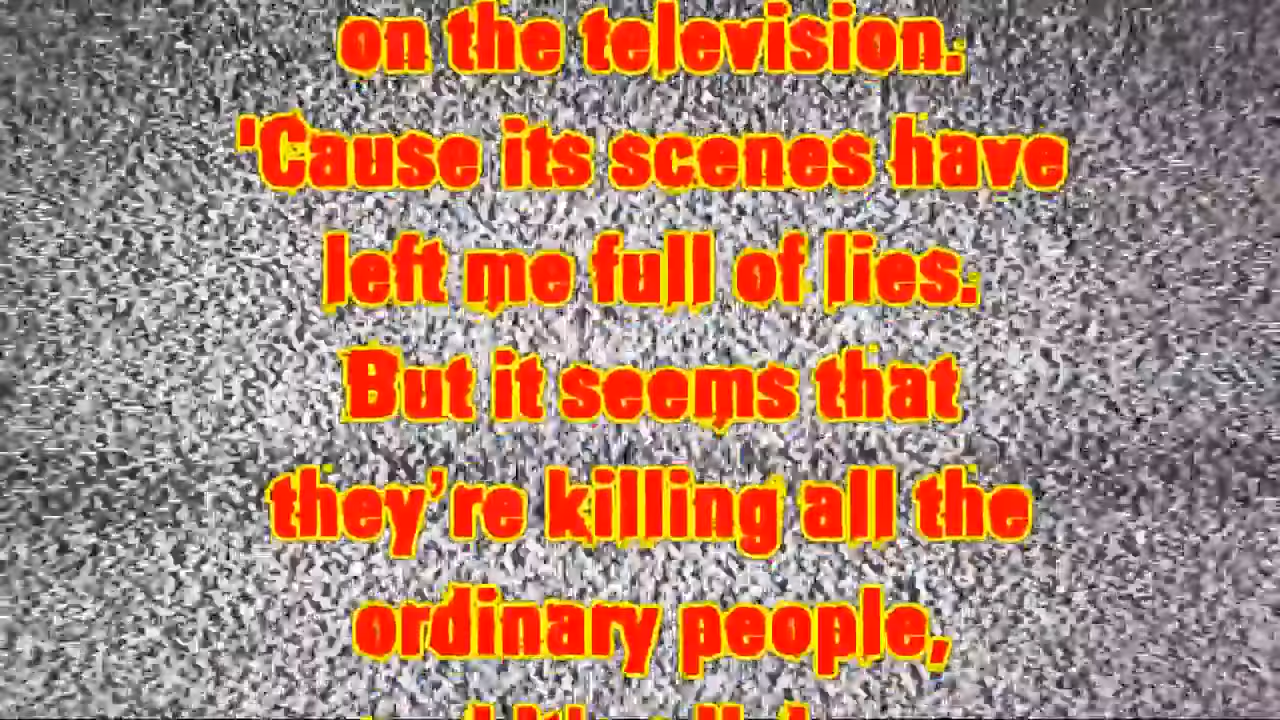 on the television.
'Cause its scenes have
left me full of lies.
But it seems that
they're killing all the
ordinary people,